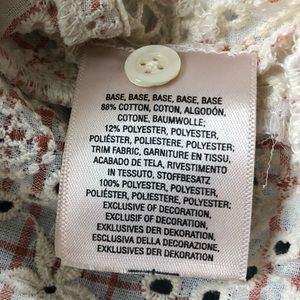 BASE, BASE, BASE, BASE, BASE
88% COTTON, COTON, ALGODÓN,
COTONE, BAUMWOLLE;
12% POLYESTER, POLYESTER,
POLIÉSTER, POLIESTERE, POLYESTER;
TRIM FABRIC, GARNITURE EN TISSU,
ACABADO DE TELA, RIVESTIMENTO
IN TESSUTO, STOFFBESATZ
100% POLYESTER, POLYESTER,
POLIÉSTER, POLIESTERE, POLYESTER;
EXCLUSIVE OF DECORATION,
EXCLUSIF OF DECORATION,
EXKLUSIVES DER DEKORATION,
ESCLUSIVA DELLA DECORAZIONE,
EXKLUSIVES DER DEKORATION